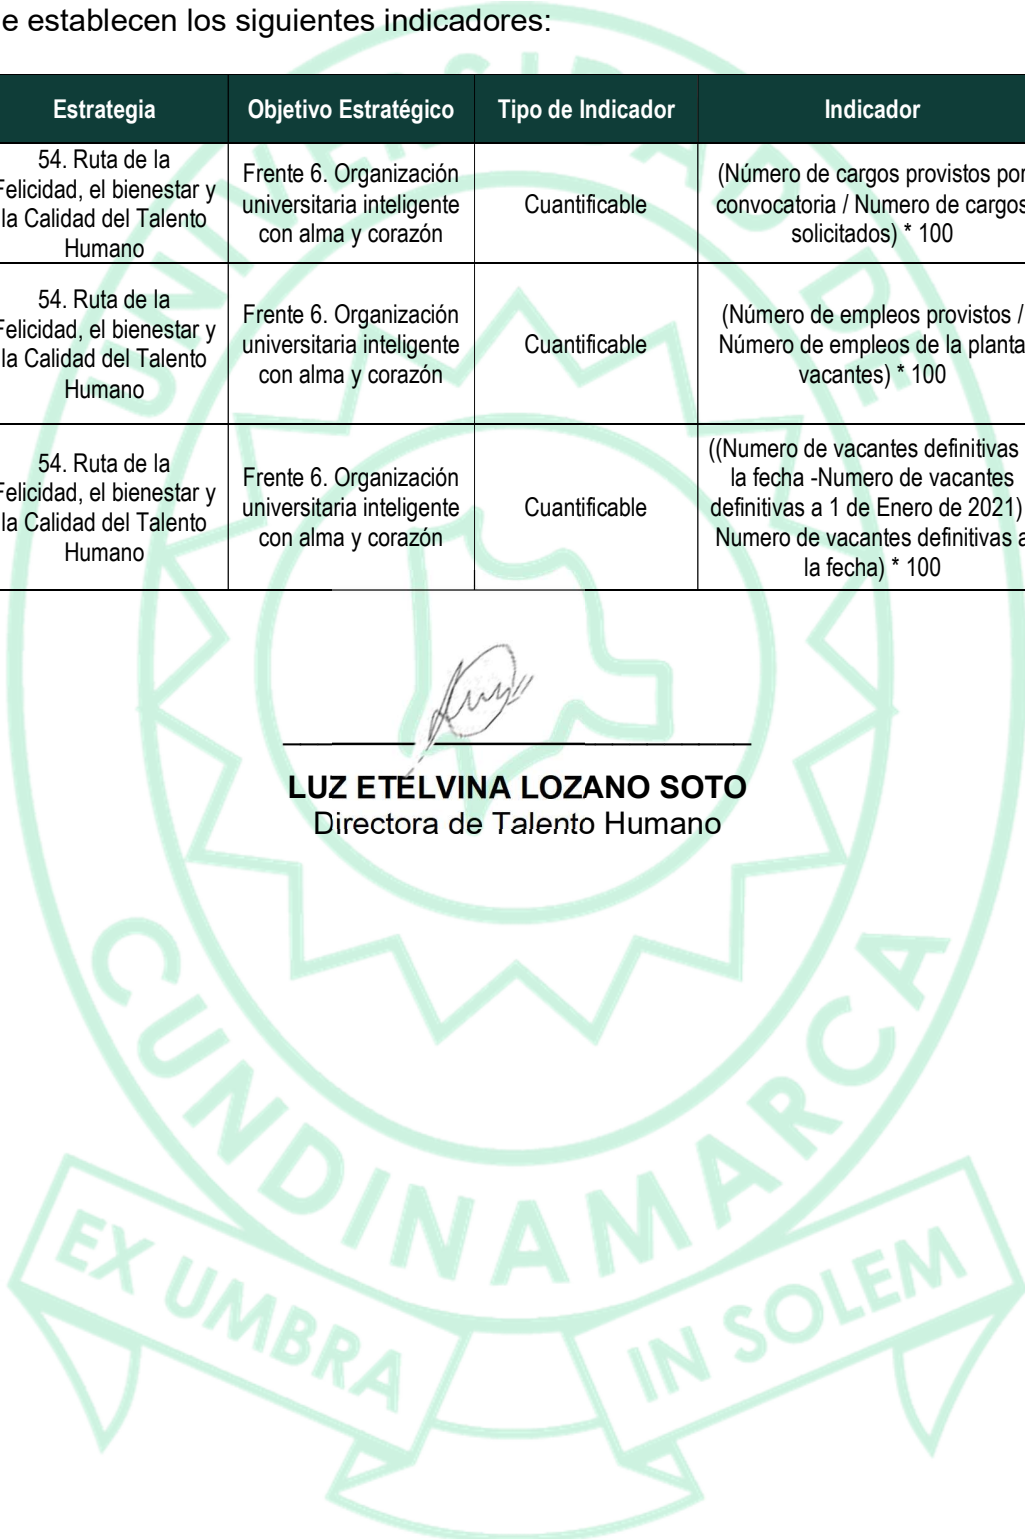 e establecen los siguientes indicadores:
Estrategia Objetivo Estratégico Tipo de Indicador Indicador
54. Ruta de la
Felicidad, el bienestar y
la Calidad del Talento
Humano
Frente 6. Organización
universitaria inteligente
con alma y corazón
Cuantificable
(Número de cargos provistos por
convocatoria / Numero de cargos
solicitados) * 100
54. Ruta de la
Felicidad, el bienestar y
la Calidad del Talento
Humano
Frente 6. Organización
universitaria inteligente
con alma y corazón
Cuantificable
(Número de empleos provistos /
Número de empleos de la planta
vacantes) * 100
54. Ruta de la
Felicidad, el bienestar y
la Calidad del Talento
Humano
Frente 6. Organización
universitaria inteligente
con alma y corazón
Cuantificable
((Numero de vacantes definitivas
la fecha -Numero de vacantes
definitivas a 1 de Enero de 2021)
Numero de vacantes definitivas a
la fecha) * 100
LUZ ETELVINA LOZANO SOTO
Directora de Talento Humano
UNIVERSIDAD DE
CUNDINAMARCA
EX UMBRA IN SOLEM